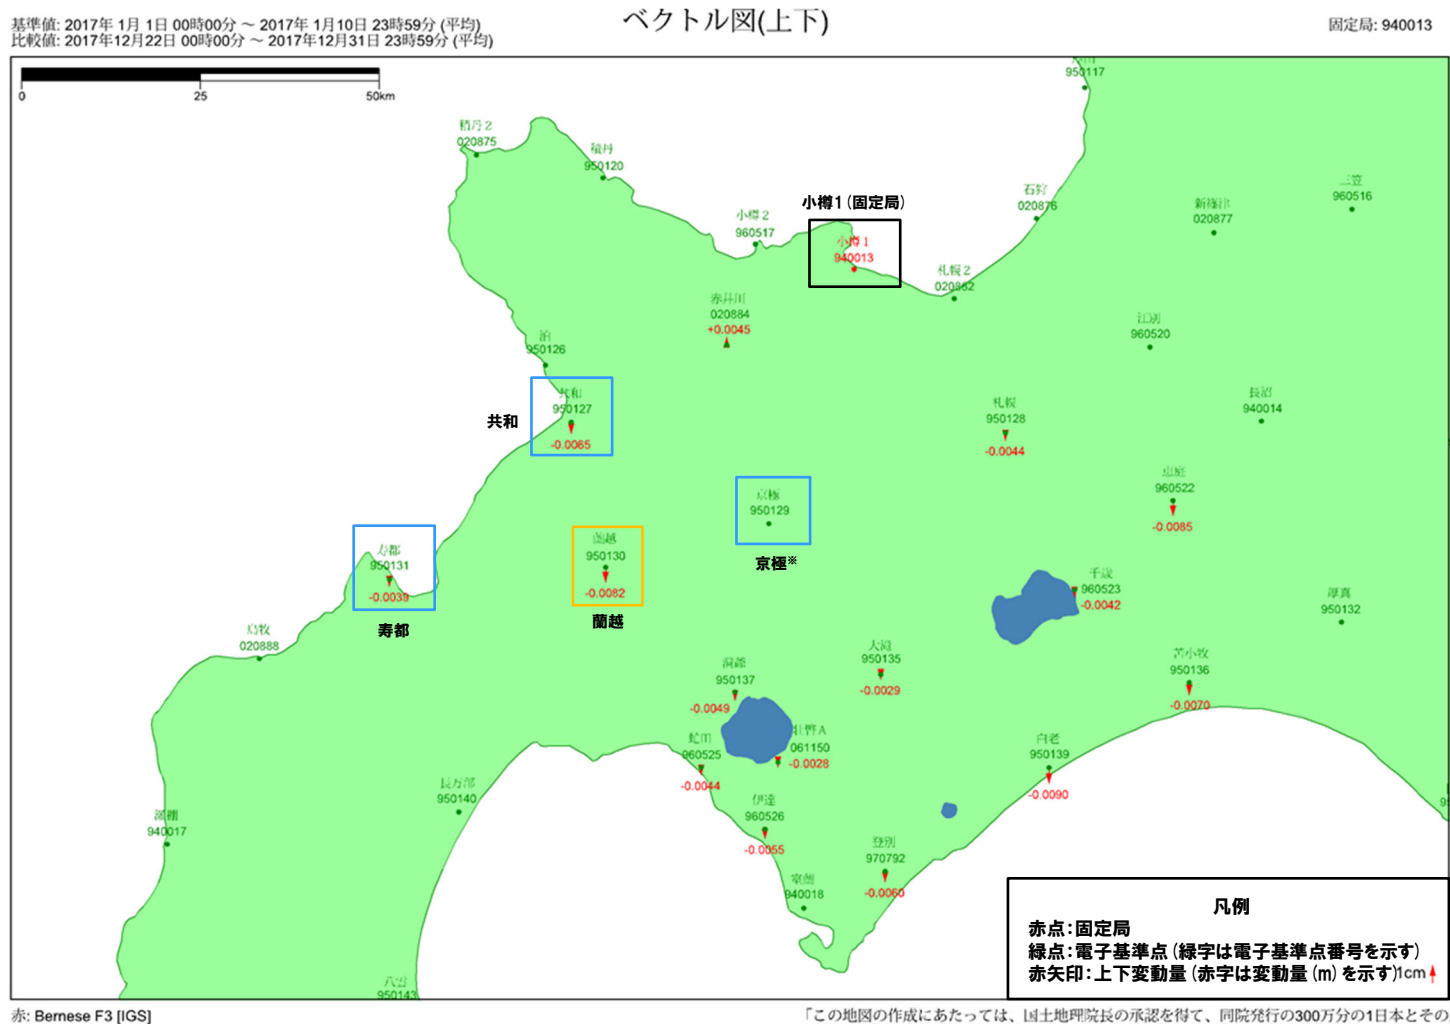 ベクトル図(上下)
基準値: 2017年 1月 1日 00時00分 ～ 2017年 1月10日 23時59分 (平均)
比較値: 2017年12月22日 00時00分 ～ 2017年12月31日 23時59分 (平均)
固定局: 940013
0 25 50km
950117
積丹２
020875
積丹
950120
三笠
960516
石狩
020876
新篠津
020877
小樽1（固定局）
小樽２
960517
小樽１
940013
札幌２
020862
赤井川
020884
+0.0045
江別
960520
泊
950126
共和
950127
-0.0065
共和
札幌
950128
-0.0044
長沼
940014
恵庭
960522
-0.0085
京極
950129
京極※
寿都
950131
-0.0039
寿都
蘭越
950130
-0.0082
蘭越
千歳
960523
-0.0042
厚真
950132
島牧
020888
大滝
950135
-0.0029
苫小牧
950136
-0.0070
洞爺
950137
-0.0049
虻田
960525
-0.0044
壮瞥Ａ
061150
-0.0028
白老
950139
-0.0090
長万部
950140
伊達
960526
-0.0055
940017
登別
970792
-0.0060
室蘭
940018
八雲
950143
凡例
赤点：固定局
緑点：電子基準点（緑字は電子基準点番号を示す）
赤矢印：上下変動量（赤字は変動量（m）を示す）1cm
赤: Bernese F3 [IGS]
「この地図の作成にあたっては、国土地理院長の承認を得て、同院発行の300万分の1日本とその